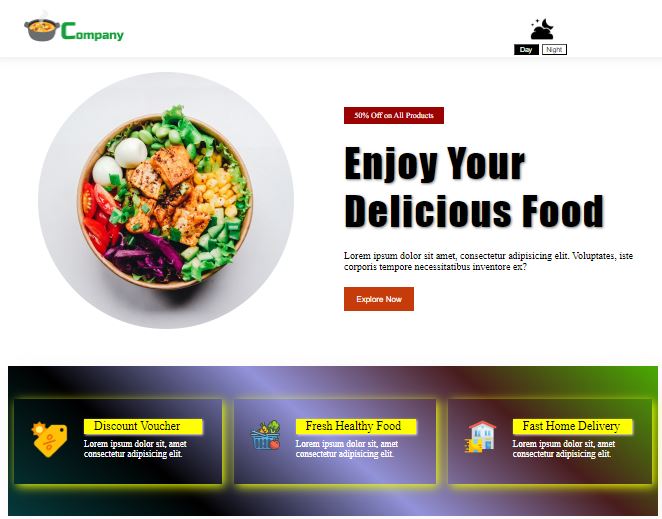 Company
Day
Night
50% Off on All Products
Enjoy Your
Delicious Food
Lorem ipsum dolor sit amet, consectetur adipisicing elit. Voluptates, iste
corporis tempore necessitatibus inventore ex?
Explore Now
Discount Voucher
Lorem ipsum dolor sit, amet
consectetur adipisicing elit.
Fresh Healthy Food
Lorem ipsum dolor sit, amet
consectetur adipisicing elit.
Fast Home Delivery
Lorem ipsum dolor sit, amet
consectetur adipisicing elit.